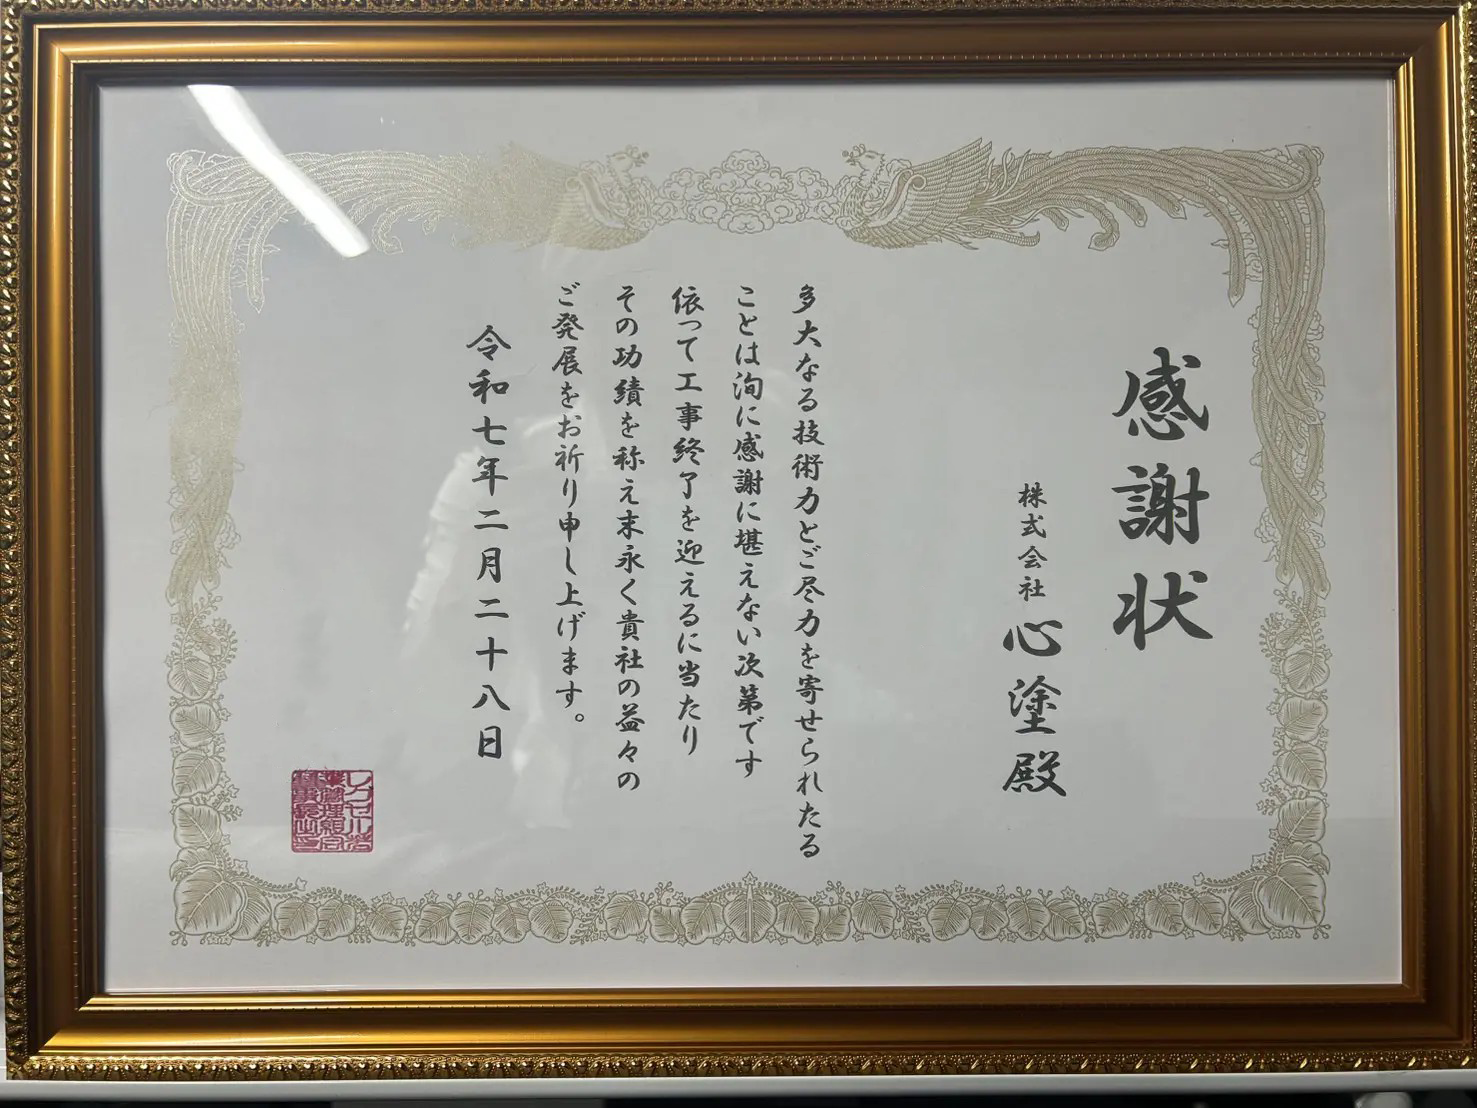 感謝状
株式会社 心塗殿
多大なる技術力とご尽力を寄せられたる
ことは洵に感謝に堪えない次第です
依って工事終了を迎えるに当たり
その功績を称え末永く貴社の益々の
ご発展をお祈り申し上げます。
令和七年二月二十八日